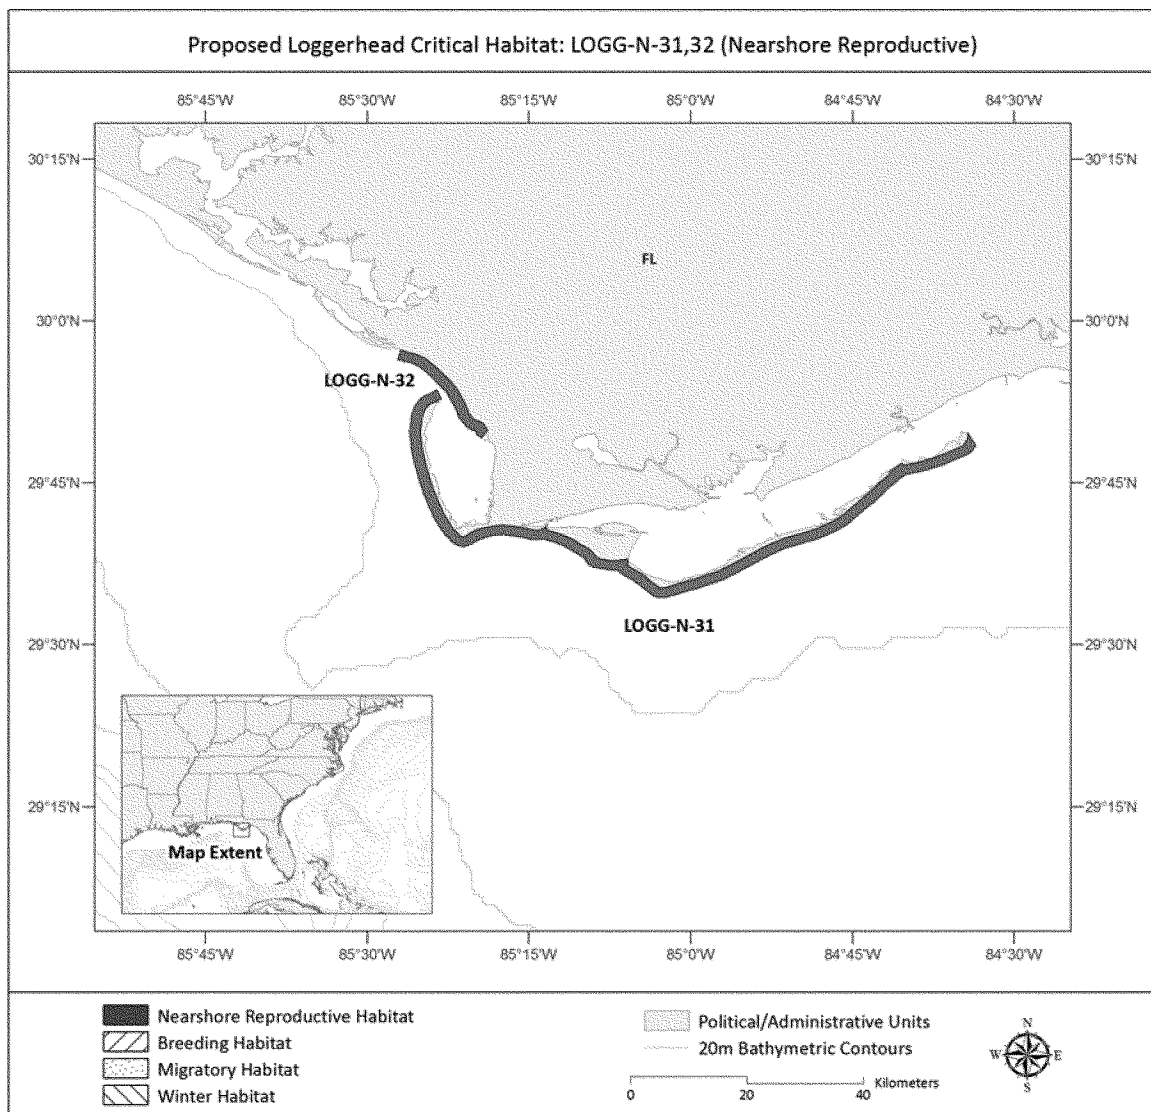 Proposed Loggerhead Critical Habitat: LOGG-N-31,32 (Nearshore Reproductive)
85°45'W 85°30'W 85°15'W 85°0'W 84°45'W 84°30'W
30°15'N 30°15'N
FL
30°0'N 30°0'N
LOGG-N-32
29°45'N 29°45'N
LOGG-N-31
29°30'N 29°30'N
29°15'N 29°15'N
Map Extent
85°45'W 85°30'W 85°15'W 85°0'W 84°45'W 84°30'W
Nearshore Reproductive Habitat
Breeding Habitat
Migratory Habitat
Winter Habitat
Political/Administrative Units
20m Bathymetric Contours
Kilometers
0 20 40
N
W E
S